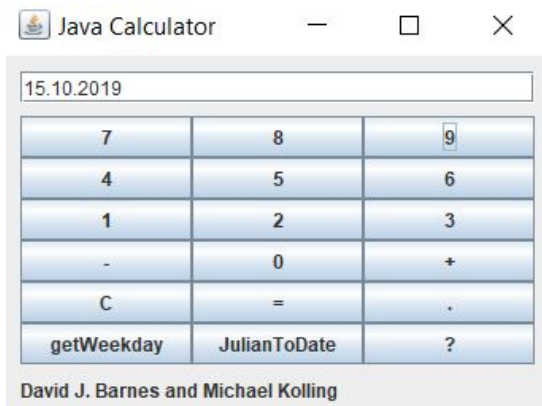 Java Calculator
15.10.2019
7 8 9
4 5 6
1 2 3
- 0 +
C = .
getWeekday JulianToDate ?
David J. Barnes and Michael Kolling